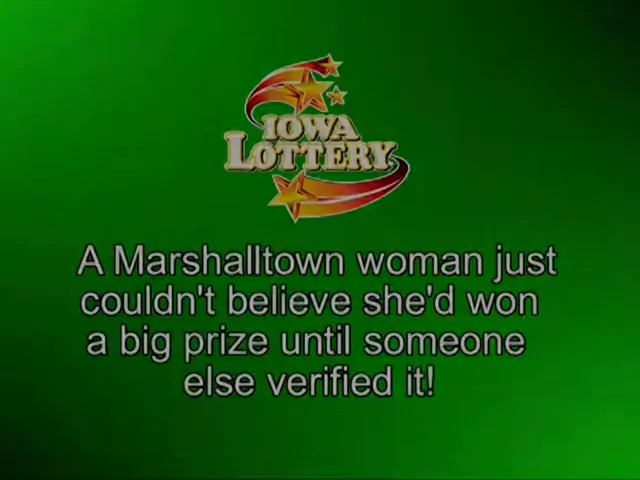 IOWA
LOTTERY
A Marshalltown woman just
couldn't believe she'd won
a big prize until someone
else verified it!